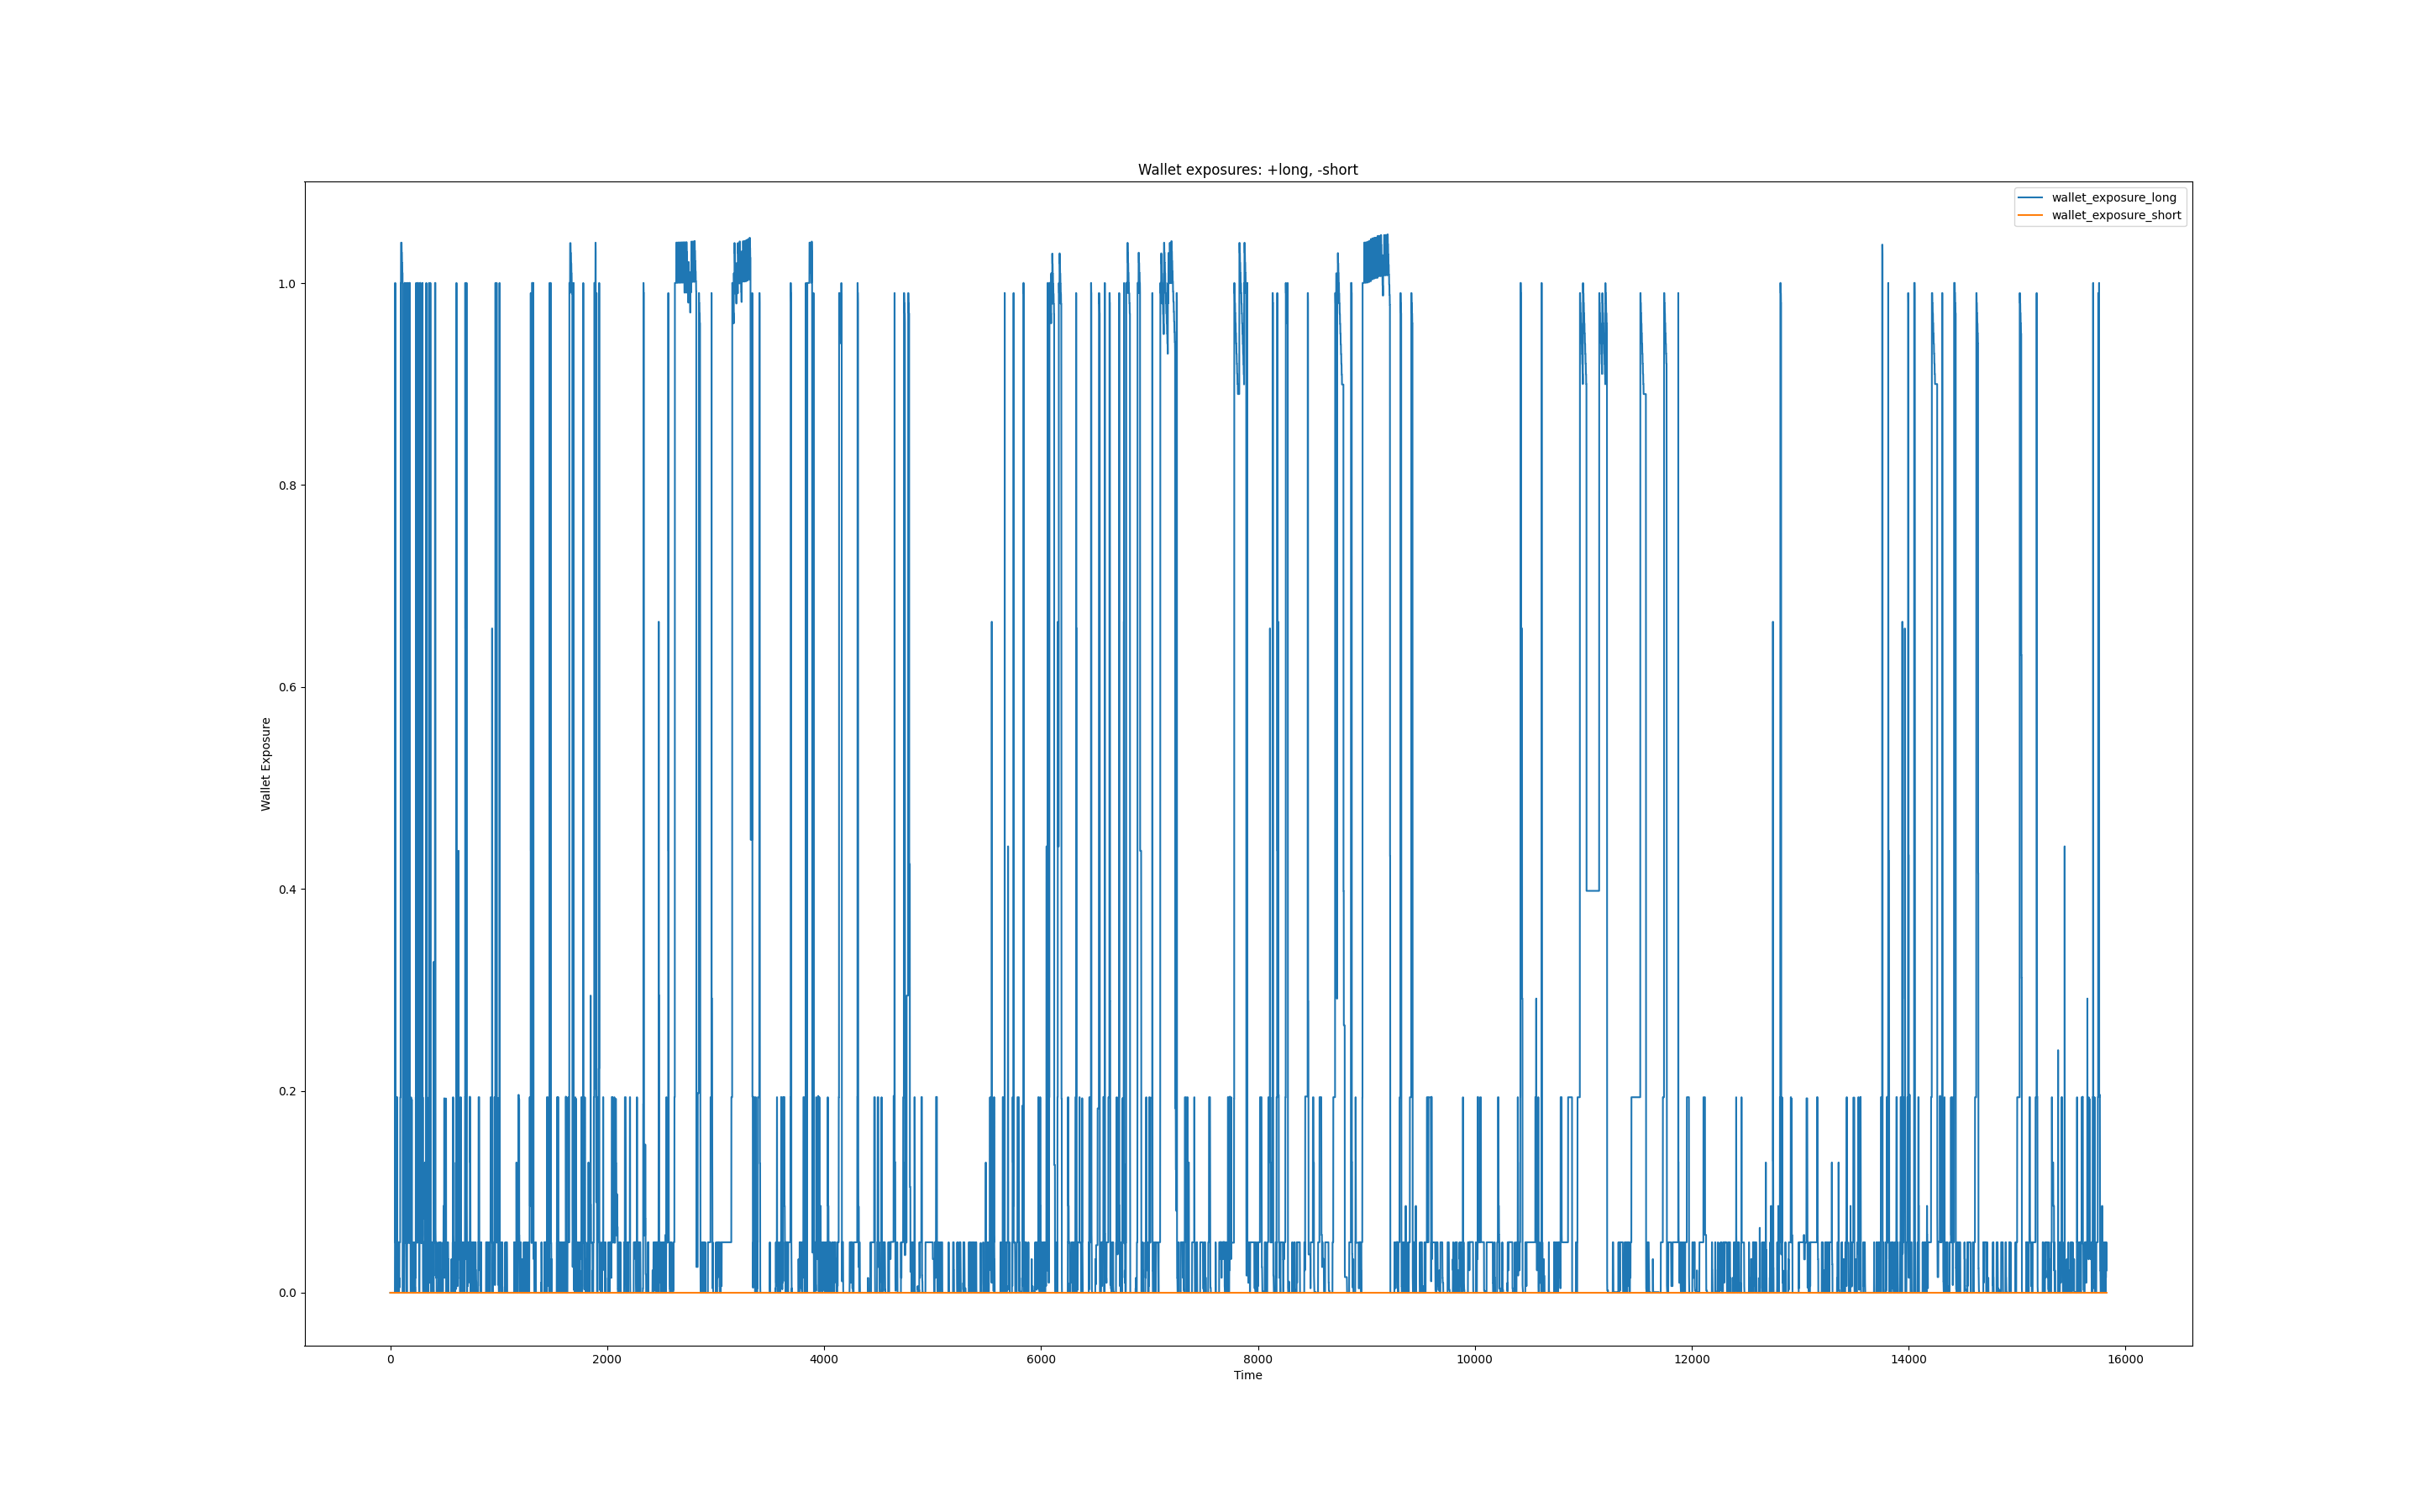 Wallet exposures: +long, -short
wallet_exposure_long
wallet_exposure_short
1.0
0.8
0.6
0.4
0.2
0.0
Wallet Exposure
0 2000 4000 6000 8000 10000 12000 14000 16000
Time